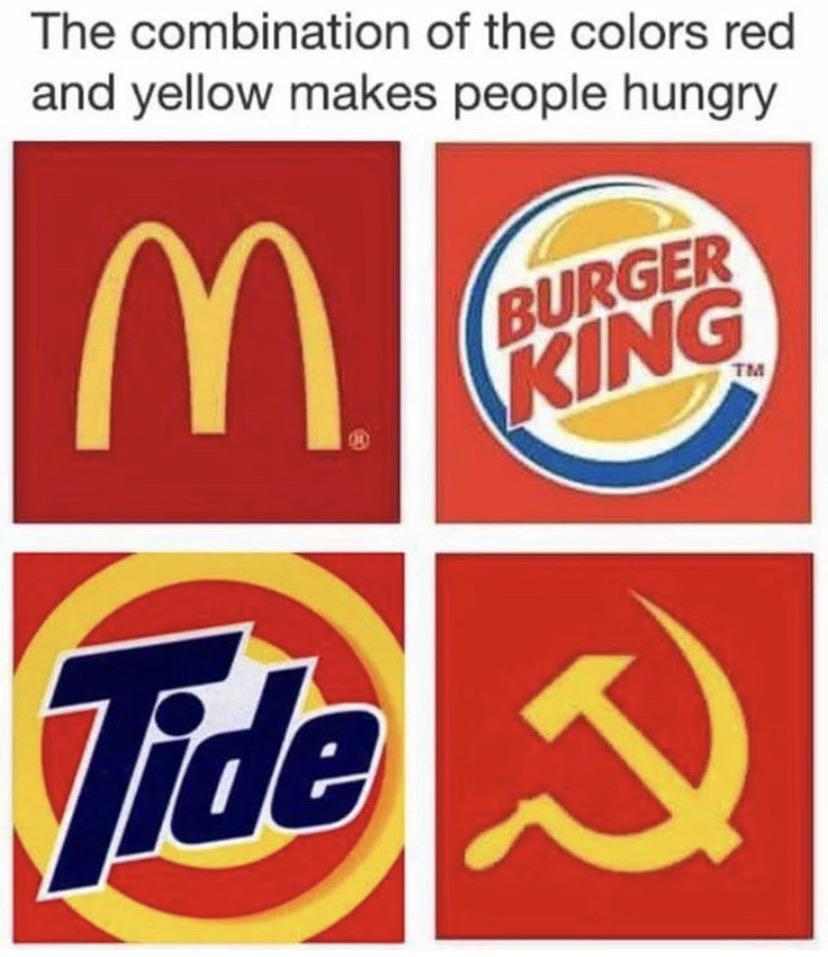 The combination of the colors red
and yellow makes people hungry
M
®
BURGER
KING
TM
Tide